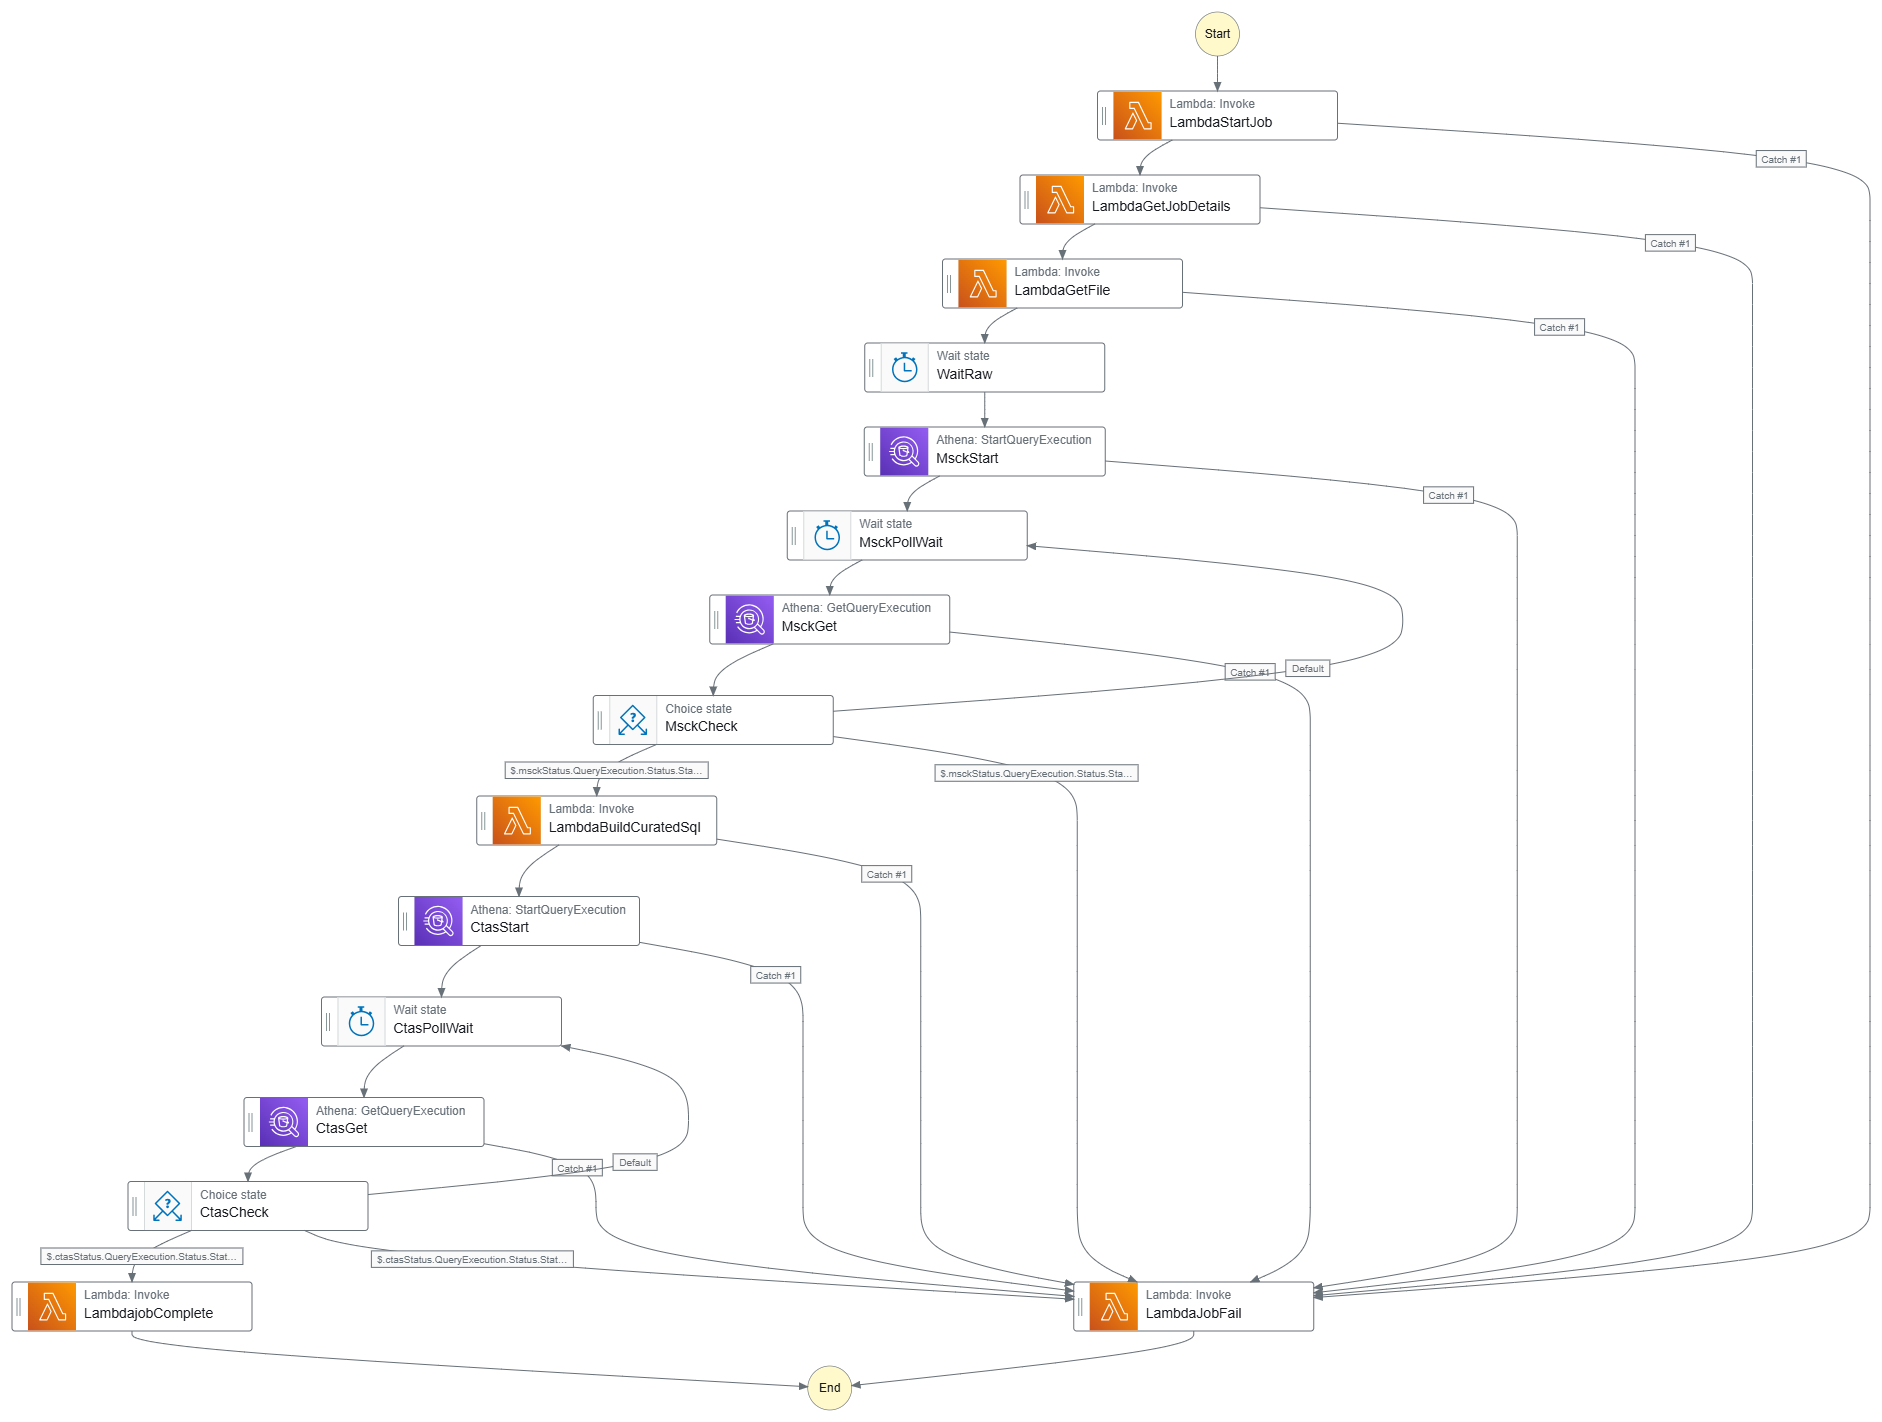 Start
Lambda: Invoke
LambdaStartJob
Catch #1
Lambda: Invoke
LambdaGetJobDetails
Catch #1
Lambda: Invoke
LambdaGetFile
Catch #1
Wait state
WaitRaw
Athena: StartQueryExecution
MsckStart
Catch #1
Wait state
MsckPollWait
Athena: GetQueryExecution
MsckGet
Catch #1
Default
Choice state
MsckCheck
$.msckStatus.QueryExecution.Status.Sta...
$.msckStatus.QueryExecution.Status.Sta...
Lambda: Invoke
LambdaBuildCuratedSql
Catch #1
Athena: StartQueryExecution
CtasStart
Catch #1
Wait state
CtasPollWait
Athena: GetQueryExecution
CtasGet
Catch #1
Default
Choice state
CtasCheck
$.ctasStatus.QueryExecution.Status.Stat...
$.ctasStatus.QueryExecution.Status.Stat...
Lambda: Invoke
LambdajobComplete
Lambda: Invoke
LambdaJobFail
End